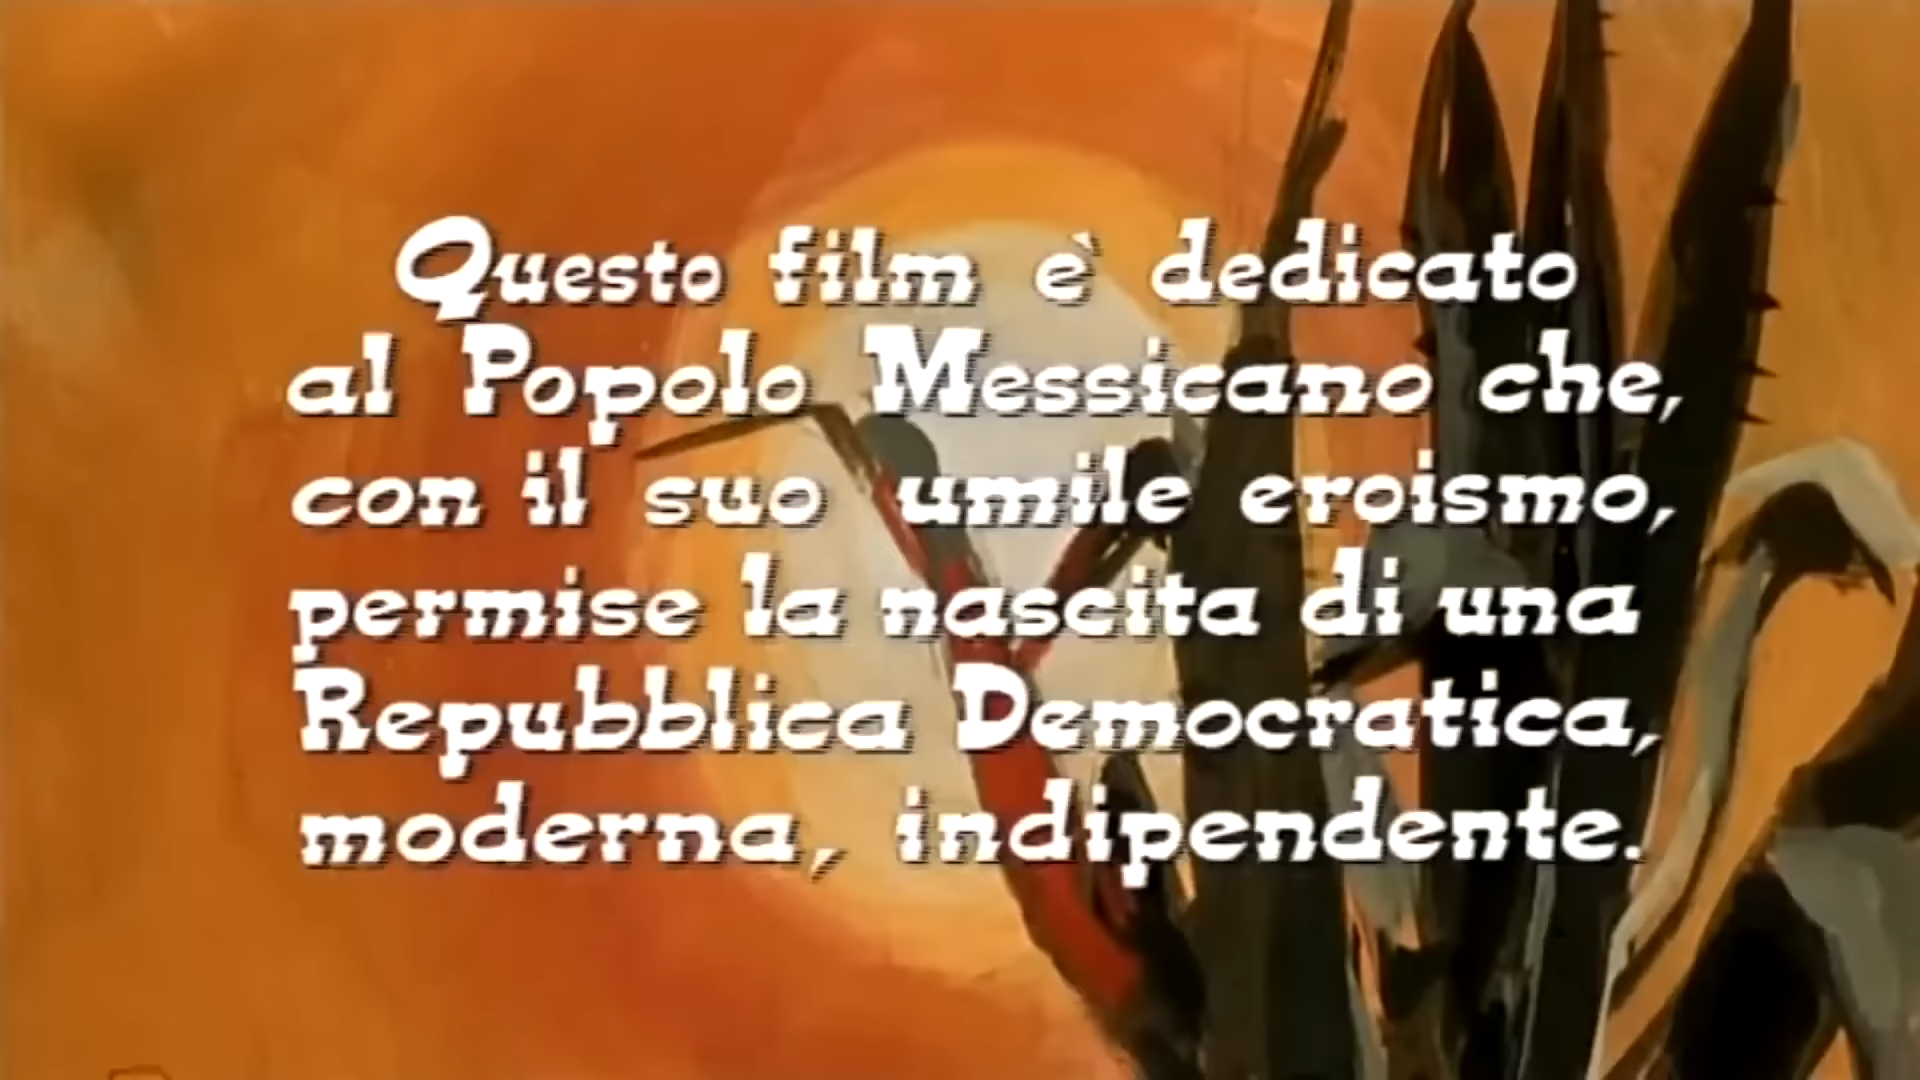 Questo film è dedicato
al Popolo Messicano che,
con il suo umile eroismo,
permise la nascita di una
Repubblica Democratica,
moderna, indipendente.